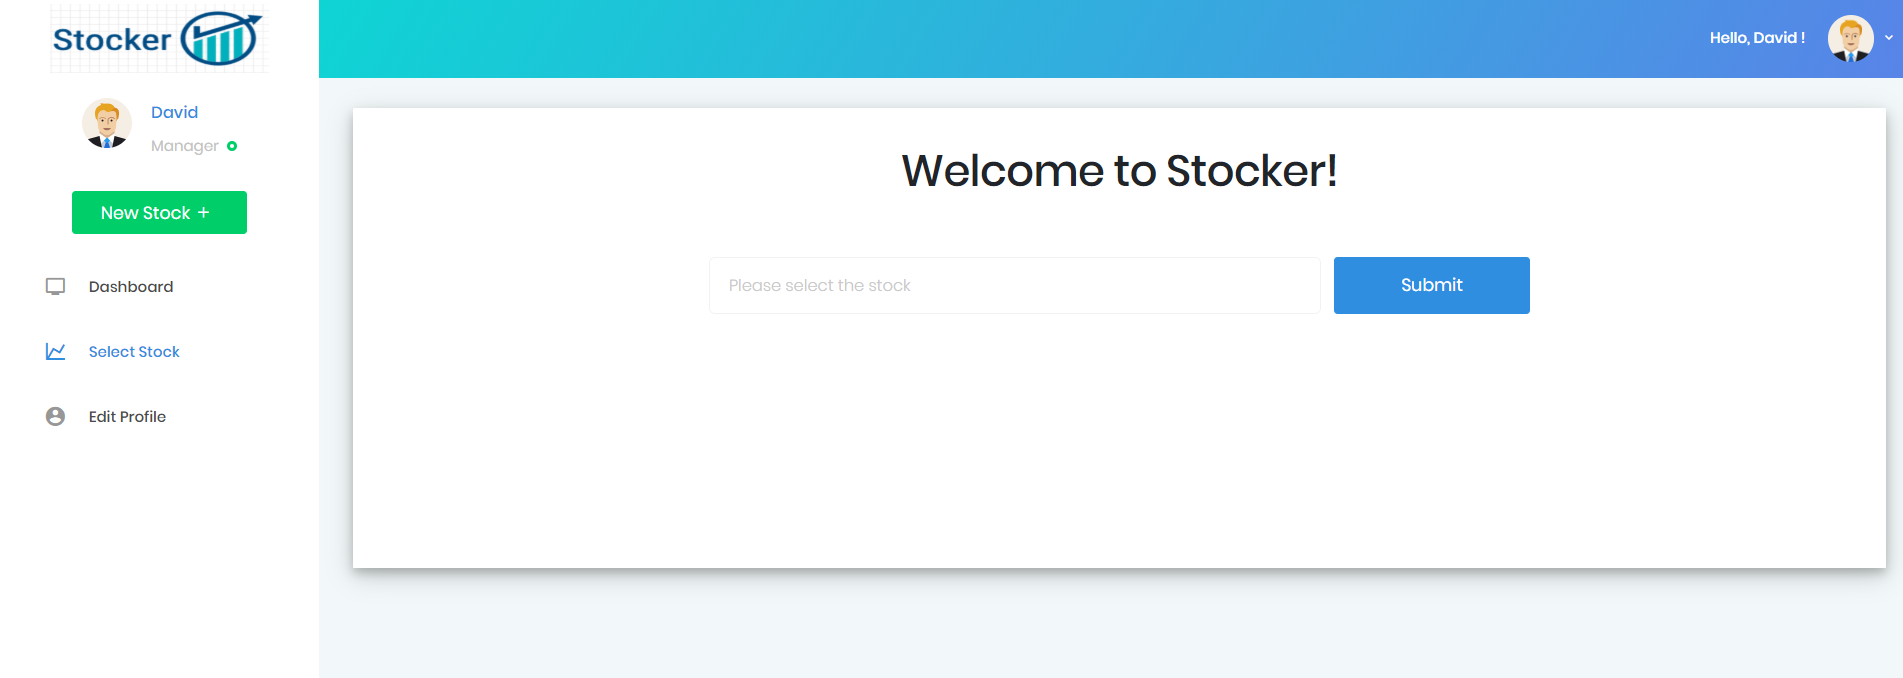 Stocker
David
Manager
New Stock +
Dashboard
Select Stock
Edit Profile
Hello, David !
Welcome to Stocker!
Please select the stock
Submit